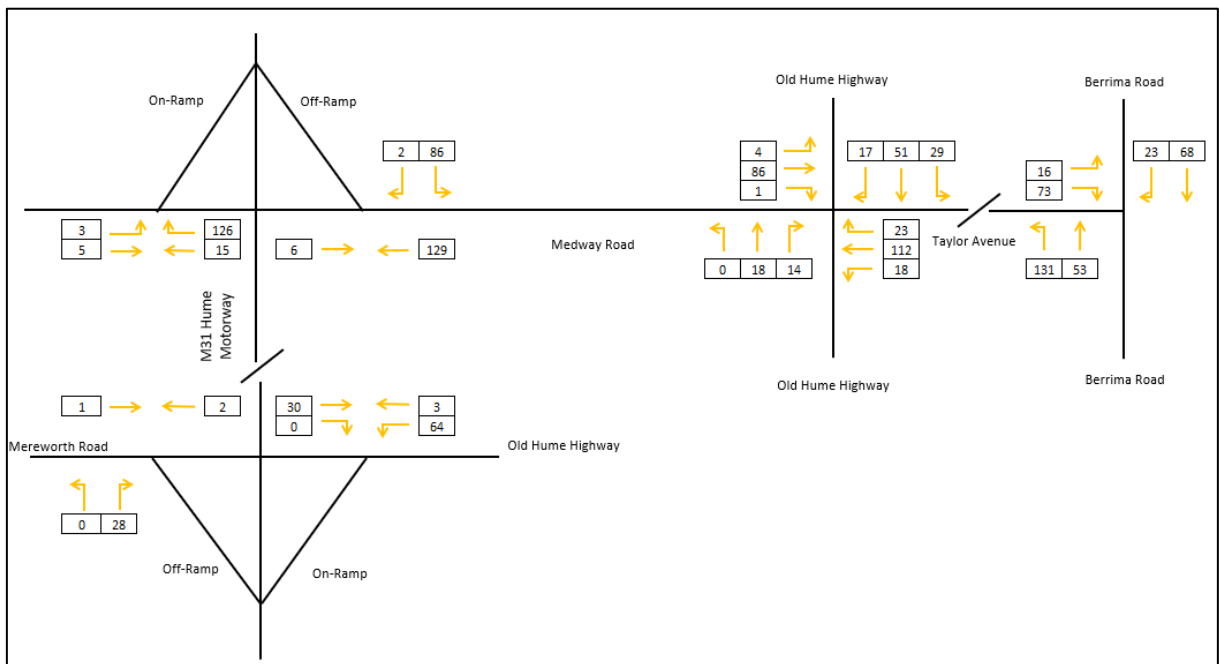 Old Hume Highway
Berrima Road
On-Ramp
Off-Ramp
2 86
4
86
1
17 51 29
16
73
23 68
3
5
126
15
6
129
Medway Road
0 18 14
23
112
18
Taylor Avenue
131 53
M31 Hume
Motorway
Old Hume Highway
Berrima Road
1
2
30
0
3
64
Mereworth Road
Old Hume Highway
0 28
Off-Ramp
On-Ramp